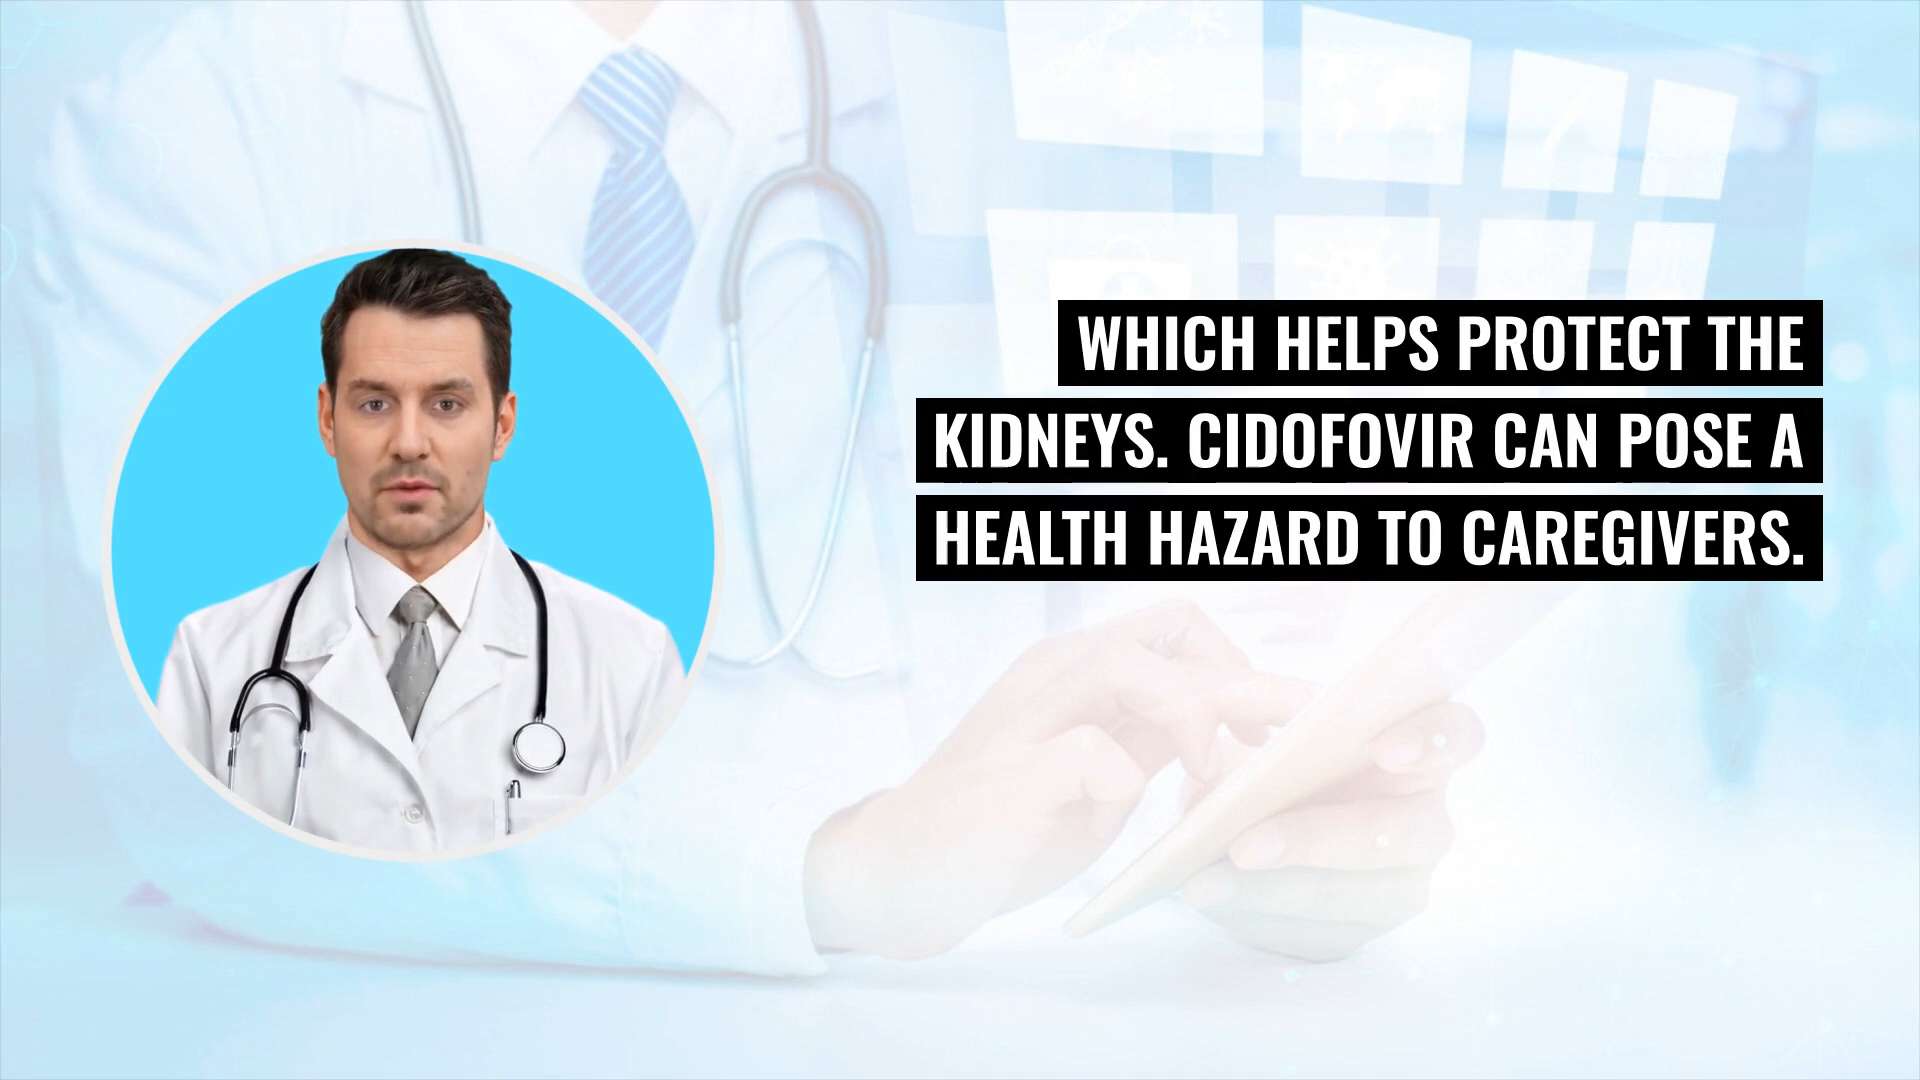 WHICH HELPS PROTECT THE
KIDNEYS. CIDOFOVIR CAN POSE A
HEALTH HAZARD TO CAREGIVERS.